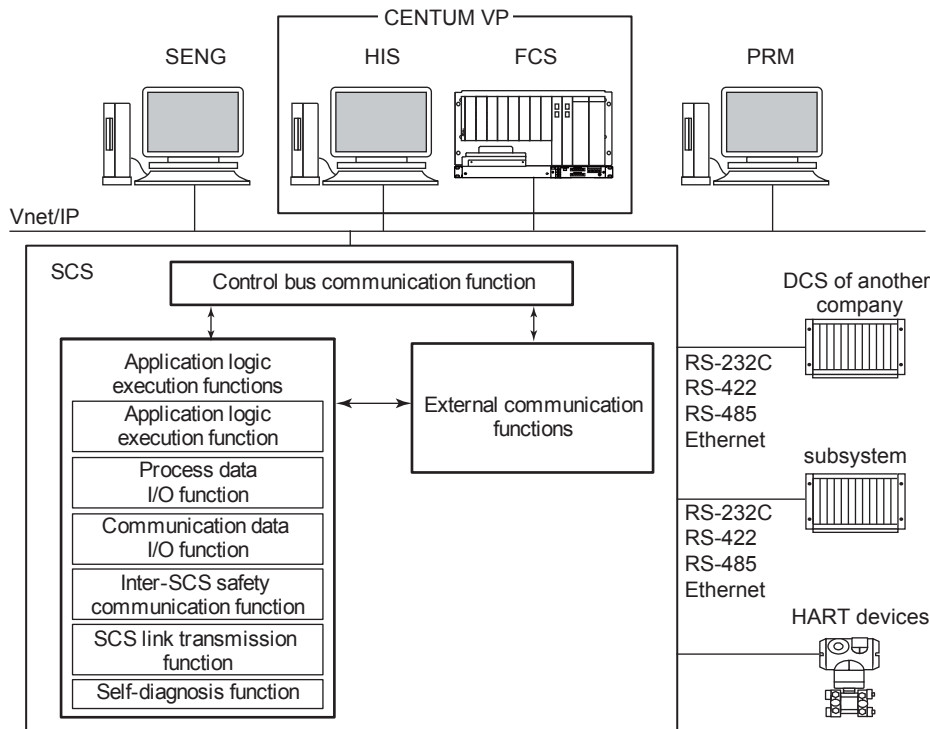 CENTUM VP
SENG
HIS
FCS
PRM
Vnet/IP
SCS
Control bus communication function
Application logic
execution functions
Application logic
execution function
Process data
I/O function
Communication data
I/O function
Inter-SCS safety
communication function
SCS link transmission
function
Self-diagnosis function
External communication
functions
DCS of another
company
RS-232C
RS-422
RS-485
Ethernet
subsystem
RS-232C
RS-422
RS-485
Ethernet
HART devices